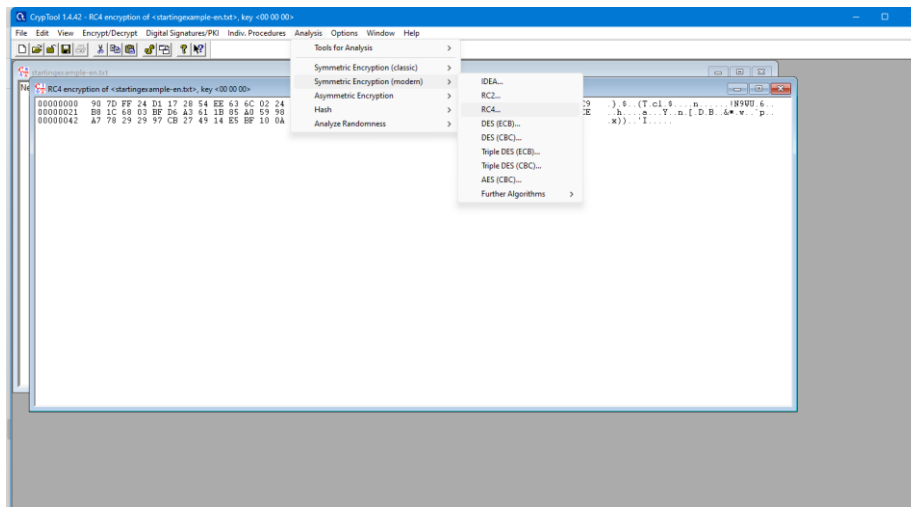 CrypTool 1.4.42 - RC4 encryption of <startingexample-en.txt>, key <00 00 00>
File Edit View Encrypt/Decrypt Digital Signatures/PKI Indiv. Procedures Analysis Options Window Help
Tools for Analysis
Symmetric Encryption (classic)
Symmetric Encryption (modern)
Asymmetric Encryption
Hash
Analyze Randomness
IDEA...
RC2...
RC4...
DES (ECB)...
DES (CBC)...
Triple DES (ECB)...
Triple DES (CBC)...
AES (CBC)...
Further Algorithms
startingexample-en.txt
Ne
RC4 encryption of <startingexample-en.txt>, key <00 00 00>
00000000 90 7D FF 24 D1 17 28 54 EE 63 6C 02 24 C9 .}.$..(T.cl.$....n......!N9VU.6..
00000021 B8 1C 68 03 BF D6 A3 61 1B 85 A0 59 98 CE ..h....a...Y..n.[.D.B..&*.w..`p..
00000042 A7 78 29 29 97 CB 27 49 14 E5 BF 10 0A .x))..'I.....